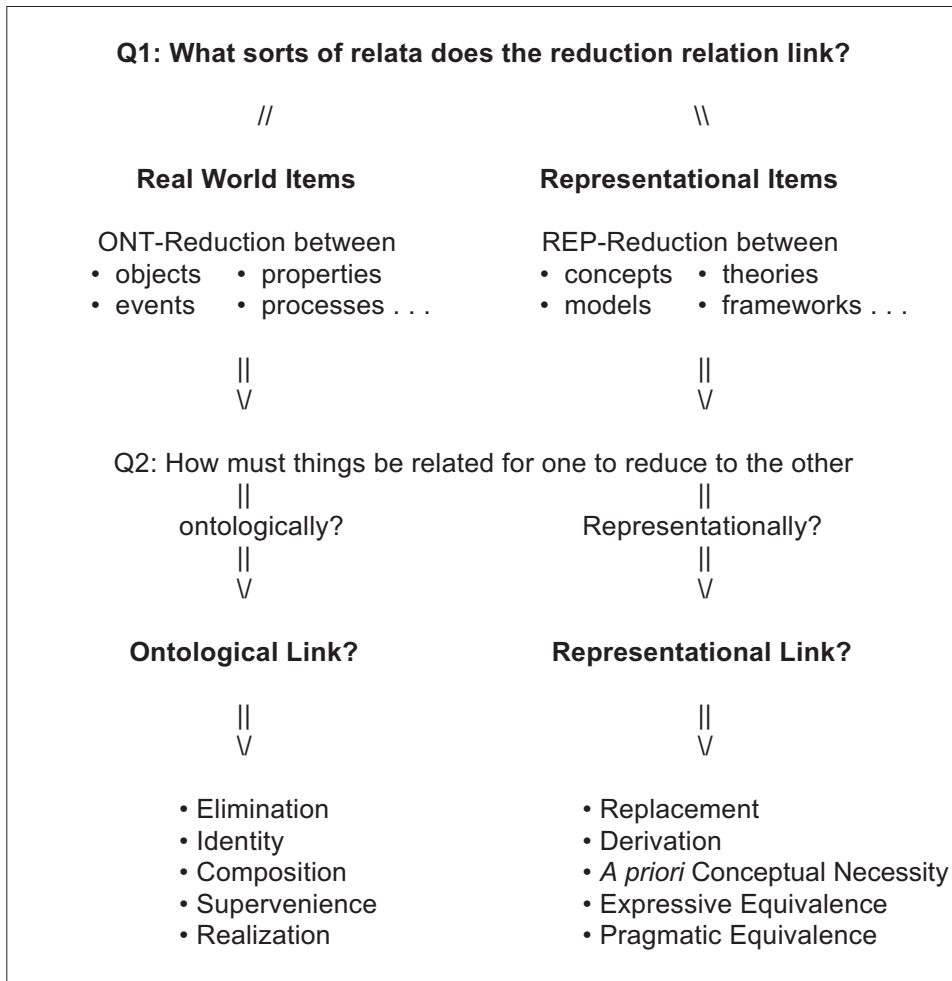 Q1: What sorts of relata does the reduction relation link?
// \\
Real World Items Representational Items
ONT-Reduction between REP-Reduction between
• objects • properties • concepts • theories
• events • processes . . . • models • frameworks . . .
|| ||
\/ \/
Q2: How must things be related for one to reduce to the other
|| ||
ontologically? Representationally?
|| ||
\/ \/
Ontological Link? Representational Link?
|| ||
\/ \/
• Elimination • Replacement
• Identity • Derivation
• Composition • A priori Conceptual Necessity
• Supervenience • Expressive Equivalence
• Realization • Pragmatic Equivalence